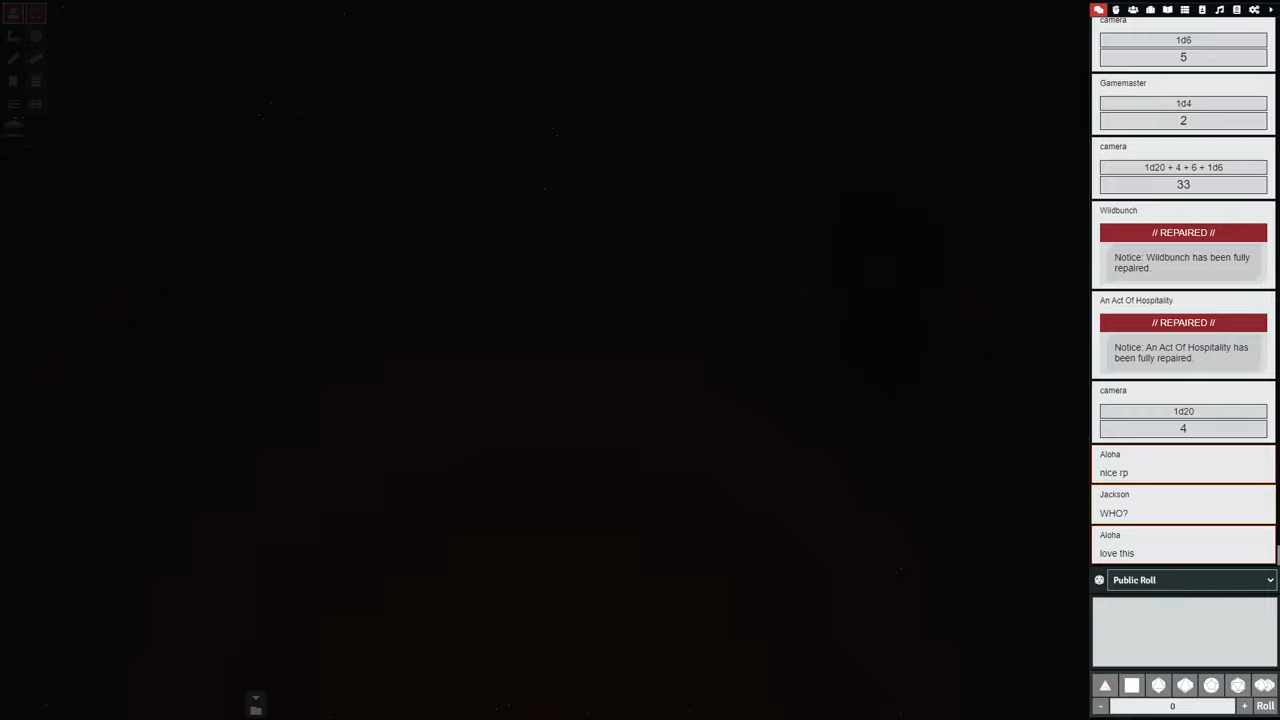 camera
1d6
5
Gamemaster
1d4
2
camera
1d20 + 4 + 6 + 1d6
33
Wildbunch
// REPAIRED //
Notice: Wildbunch has been fully
repaired.
An Act Of Hospitality
// REPAIRED //
Notice: An Act Of Hospitality has
been fully repaired.
camera
1d20
4
Aloha
nice rp
Jackson
WHO?
Aloha
love this
Public Roll
- 0 + Roll